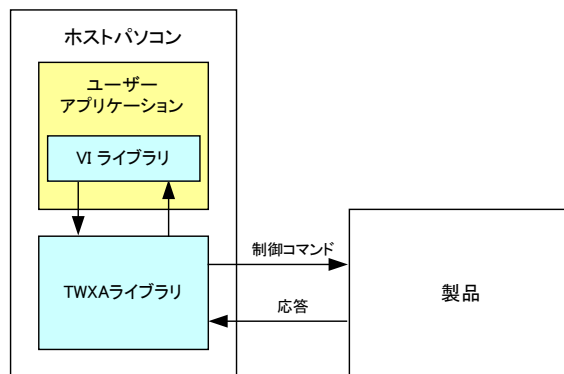 ホストパソコン
ユーザー
アプリケーション
VI ライブラリ
TWXAライブラリ
制御コマンド
応答
製品